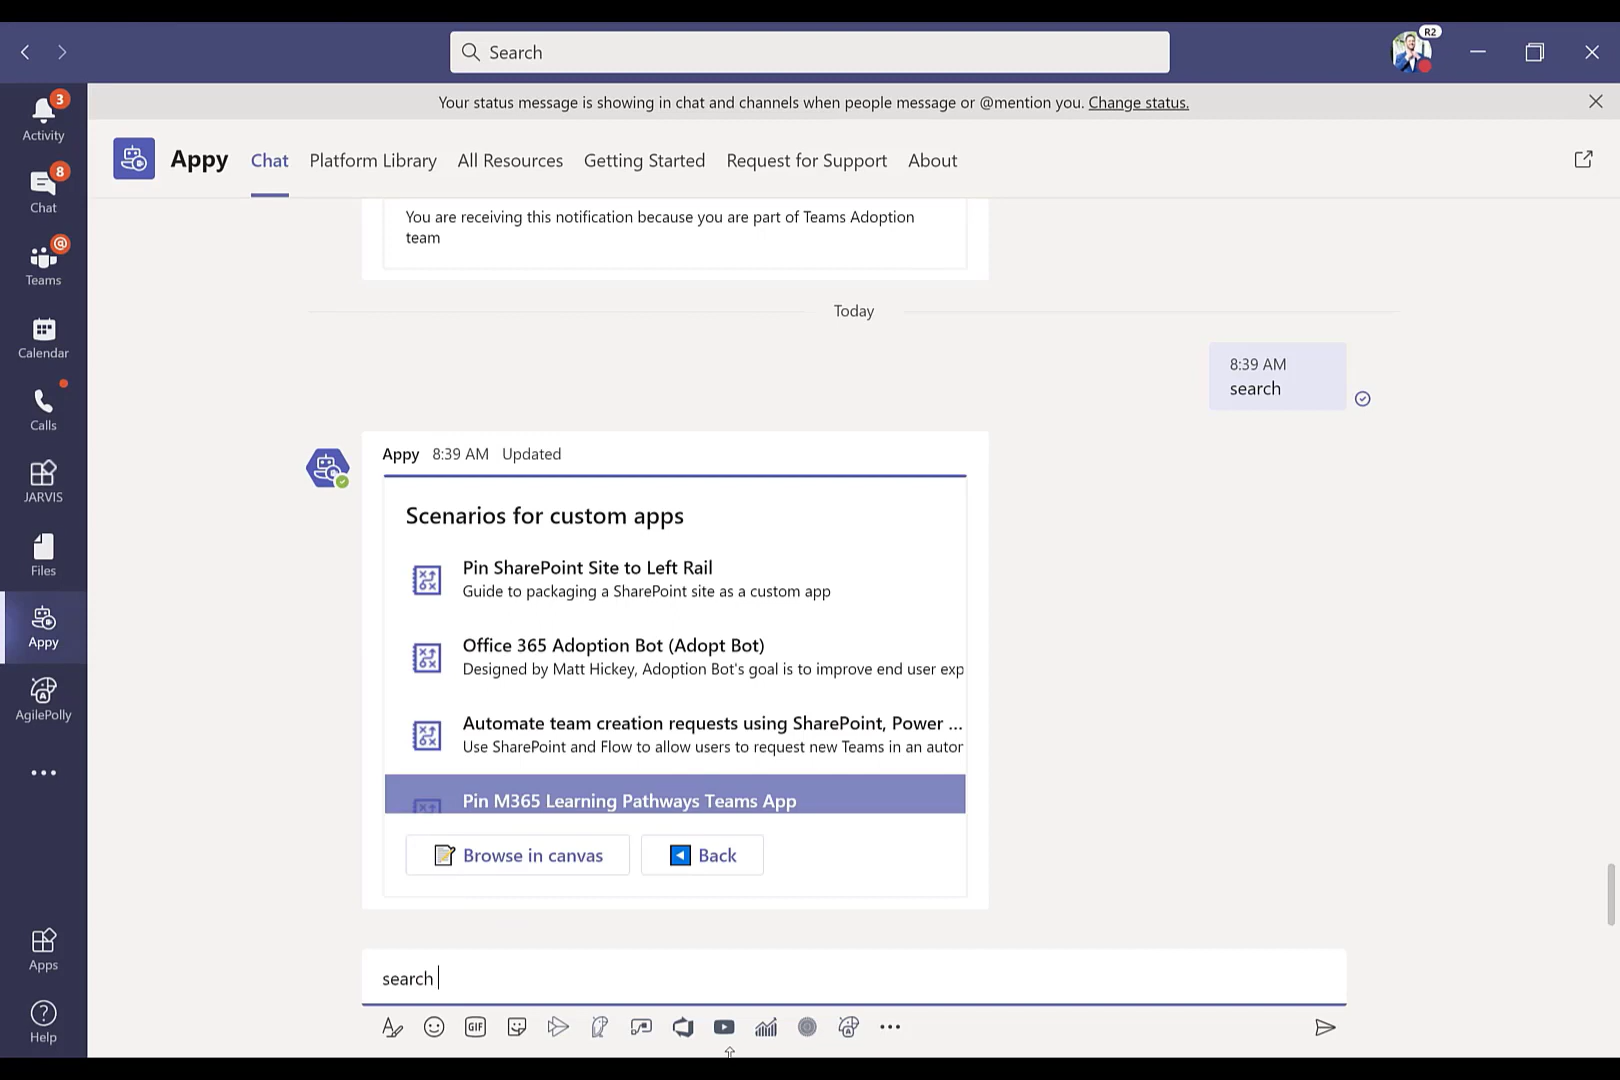 Search
R2
Your status message is showing in chat and channels when people message or @mention you. Change status.
3
Activity
8
Chat
@
Teams
Calendar
Calls
JARVIS
Files
Appy
AgilePolly
Apps
Help
Appy
Chat
Platform Library
All Resources
Getting Started
Request for Support
About
You are receiving this notification because you are part of Teams Adoption
team
Today
8:39 AM
search
Appy 8:39 AM Updated
Scenarios for custom apps
Pin SharePoint Site to Left Rail
Guide to packaging a SharePoint site as a custom app
Office 365 Adoption Bot (Adopt Bot)
Designed by Matt Hickey, Adoption Bot's goal is to improve end user exp
Automate team creation requests using SharePoint, Power ...
Use SharePoint and Flow to allow users to request new Teams in an autor
Pin M365 Learning Pathways Teams App
Browse in canvas
Back
search
GIF